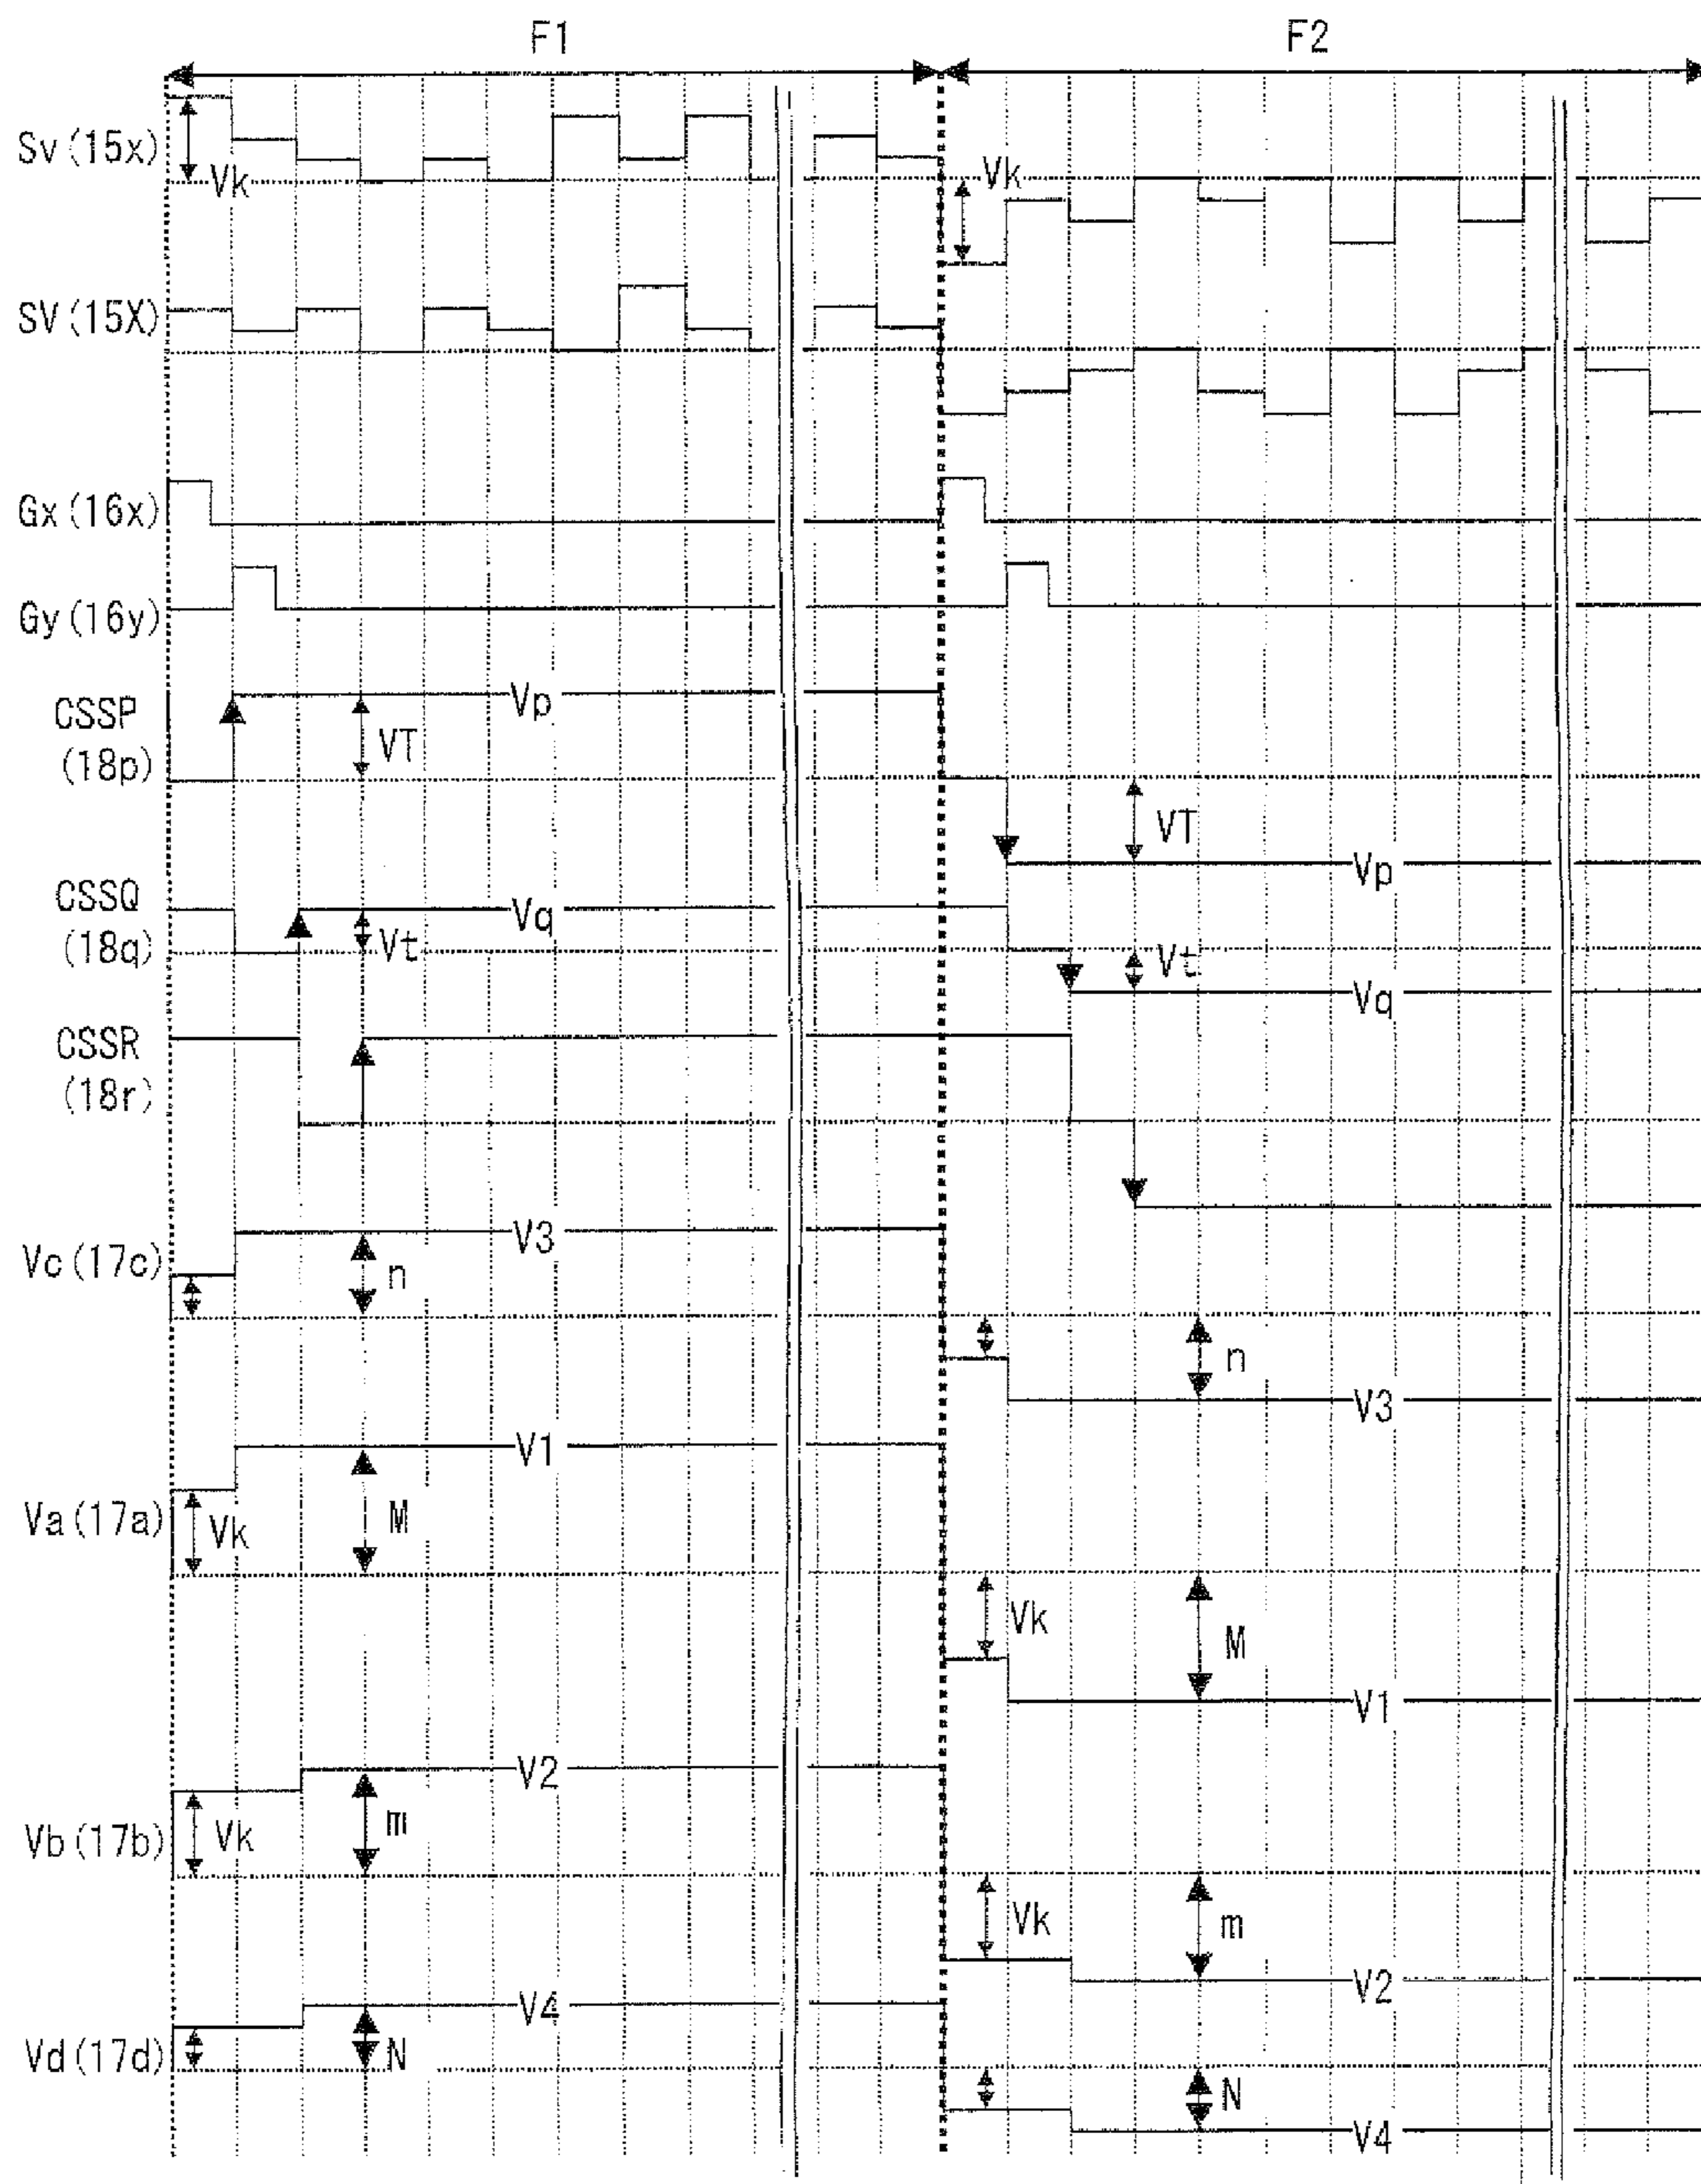 F1 F2
Sv(15x)
Vk Vk
SV(15X)
Gx(16x)
Gy(16y)
CSSP Vp
(18p) VT
VT
Vp
CSSQ Vq
(18q) Vt Vt
Vq
CSSR
(18r)
V3
Vc(17c) n
n
V3
V1
Va(17a) Vk M
Vk M
V1
V2
Vb(17b) Vk m
Vk m
V2
V4
Vd(17d) N
N
V4